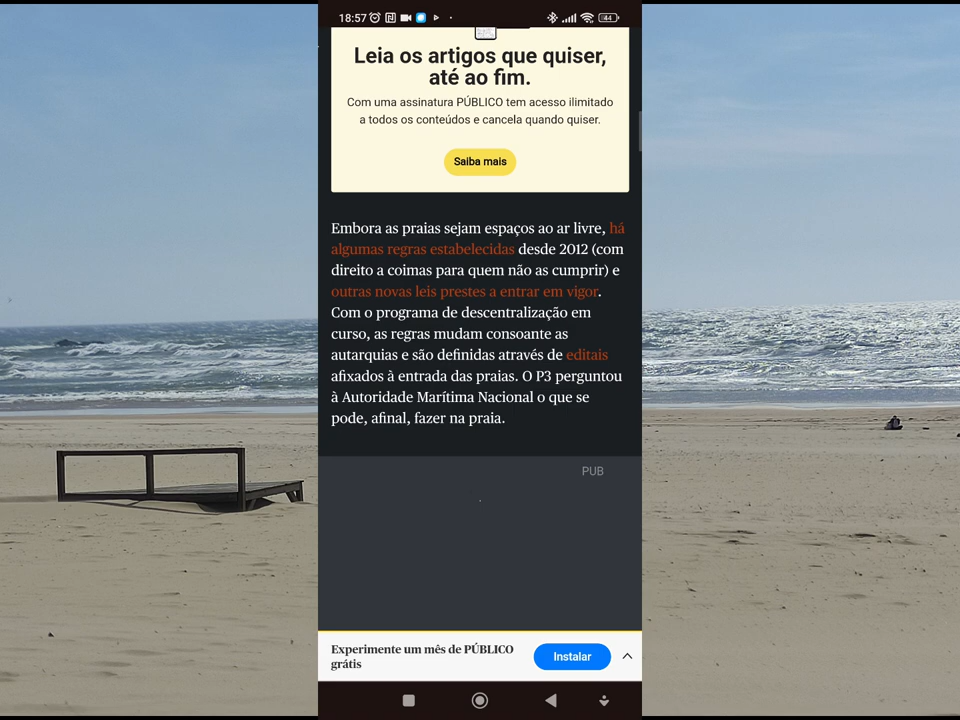 18:57
44
Leia os artigos que quiser,
até ao fim.
Com uma assinatura PÚBLICO tem acesso ilimitado
a todos os conteúdos e cancela quando quiser.
Saiba mais
Embora as praias sejam espaços ao ar livre, há
algumas regras estabelecidas desde 2012 (com
direito a coimas para quem não as cumprir) e
outras novas leis prestes a entrar em vigor.
Com o programa de descentralização em
curso, as regras mudam consoante as
autarquias e são definidas através de editais
afixados à entrada das praias. O P3 perguntou
à Autoridade Marítima Nacional o que se
pode, afinal, fazer na praia.
PUB
Experimente um mês de PÚBLICO
grátis
Instalar